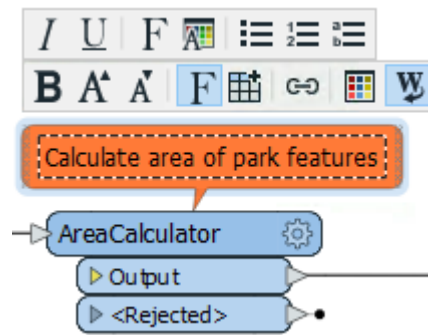 I U F
B A A F
Calculate area of park features
AreaCalculator
Output
<Rejected>